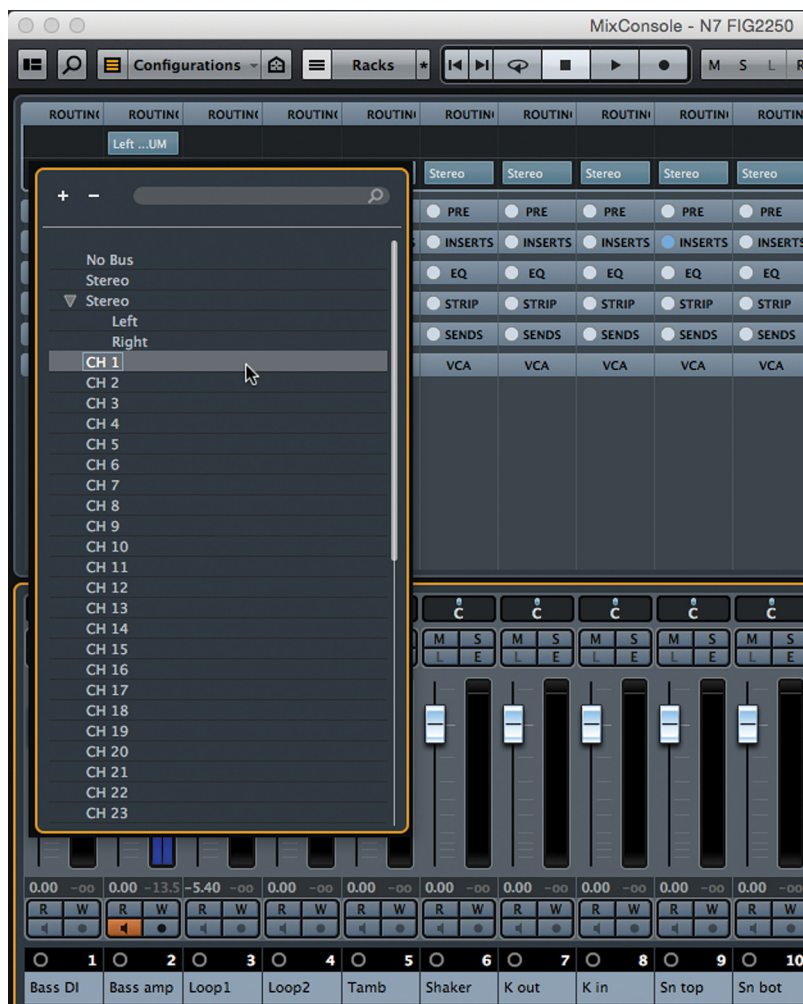 MixConsole - N7 FIG2250
Configurations Racks * M S L R
ROUTIN ROUTIN ROUTIN ROUTIN ROUTIN ROUTIN ROUTIN ROUTIN ROUTIN ROUTIN
Left ...UM
Stereo Stereo Stereo Stereo Stereo
+ -
PRE PRE PRE PRE PRE
INSERTS INSERTS INSERTS INSERTS INSERTS
EQ EQ EQ EQ EQ
STRIP STRIP STRIP STRIP STRIP
SENDS SENDS SENDS SENDS SENDS
VCA VCA VCA VCA VCA
No Bus
Stereo
Stereo
Left
Right
CH 1
CH 2
CH 3
CH 4
CH 5
CH 6
CH 7
CH 8
CH 9
CH 10
CH 11
CH 12
CH 13
CH 14
CH 15
CH 16
CH 17
CH 18
CH 19
CH 20
CH 21
CH 22
CH 23
C C C C C
M S M S M S M S M S
L E L E L E L E L E
0.00 -oo 0.00 -13.5 -5.40 -oo 0.00 -oo 0.00 -oo 0.00 -oo 0.00 -oo 0.00 -oo 0.00 -oo 0.00 -oo
R W R W R W R W R W R W R W R W R W R W
1 2 3 4 5 6 7 8 9 10
Bass DI Bass amp Loop1 Loop2 Tamb Shaker K out K in Sn top Sn bot